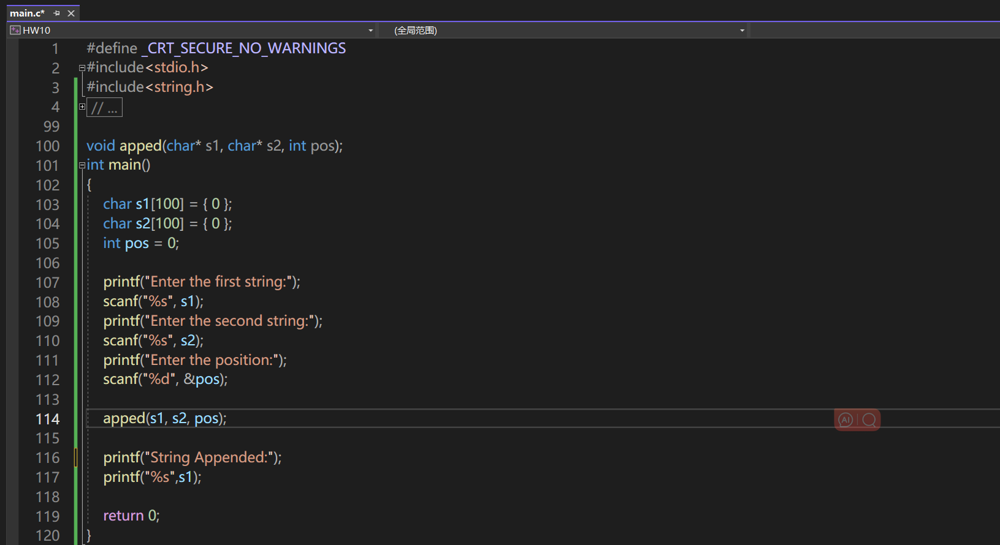 main.c*
HW10 (全局范围)
1 #define _CRT_SECURE_NO_WARNINGS
2 #include<stdio.h>
3 #include<string.h>
4 // ...
99
100 void apped(char* s1, char* s2, int pos);
101 int main()
102 {
103 char s1[100] = { 0 };
104 char s2[100] = { 0 };
105 int pos = 0;
106
107 printf("Enter the first string:");
108 scanf("%s", s1);
109 printf("Enter the second string:");
110 scanf("%s", s2);
111 printf("Enter the position:");
112 scanf("%d", &pos);
113
114 apped(s1, s2, pos);
AI
115
116 printf("String Appended:");
117 printf("%s",s1);
118
119 return 0;
120 }